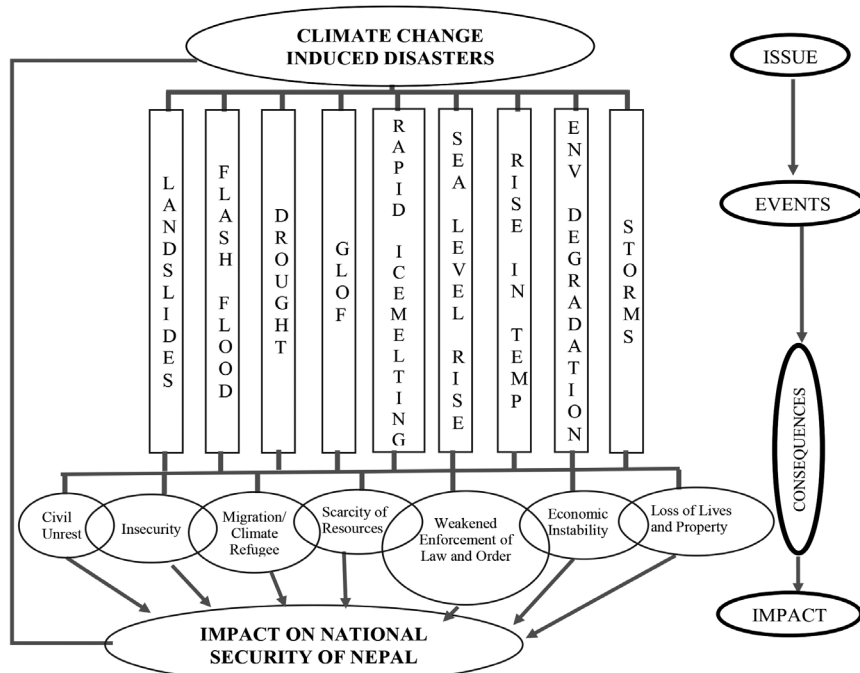 CLIMATE CHANGE
INDUCED DISASTERS
LANDSLIDES
FLASH FLOOD
DROUGHT
GLOF
RAPID ICEMELTING
SEA LEVEL RISE
RISE IN TEMP
ENV DEGRADATION
STORMS
Civil
Unrest
Insecurity
Migration/
Climate
Refugee
Scarcity of
Resources
Weakened
Enforcement of
Law and Order
Economic
Instability
Loss of Lives
and Property
IMPACT ON NATIONAL
SECURITY OF NEPAL
ISSUE
EVENTS
CONSEQUENCES
IMPACT